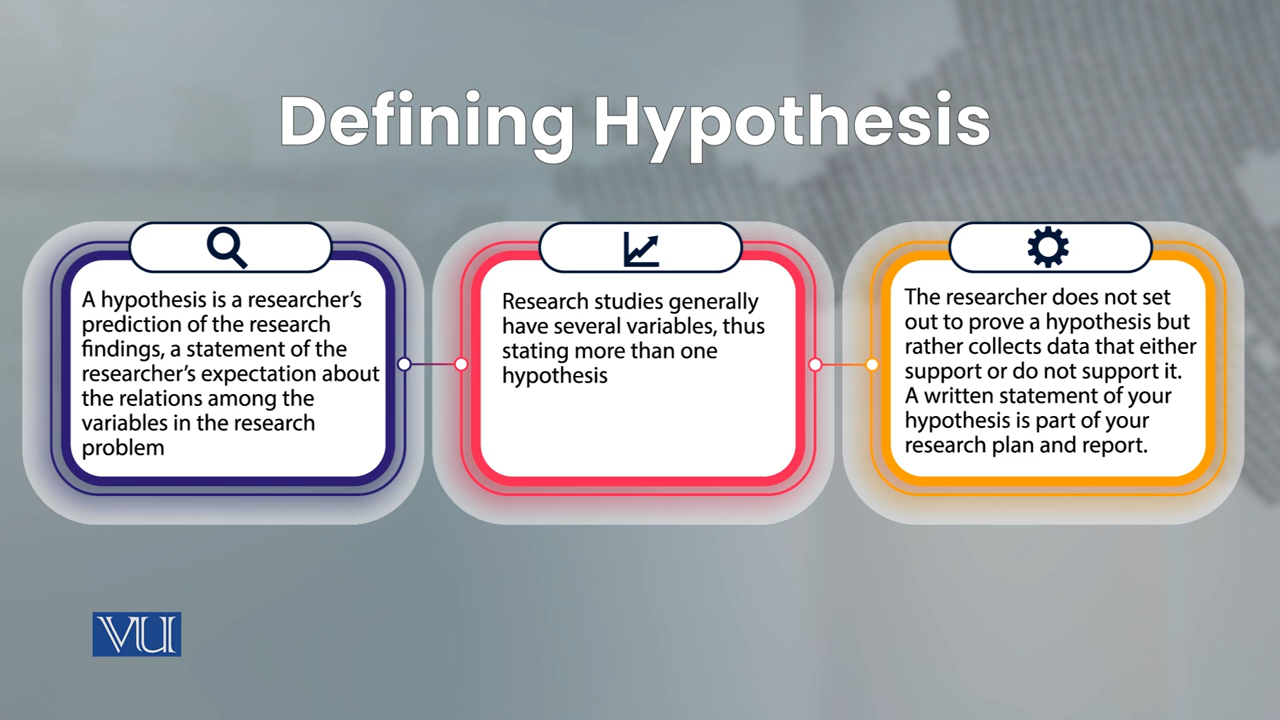 Defining Hypothesis
A hypothesis is a researcher’s
prediction of the research
findings, a statement of the
researcher’s expectation about
the relations among the
variables in the research
problem
Research studies generally
have several variables, thus
stating more than one
hypothesis
The researcher does not set
out to prove a hypothesis but
rather collects data that either
support or do not support it.
A written statement of your
hypothesis is part of your
research plan and report.
VU